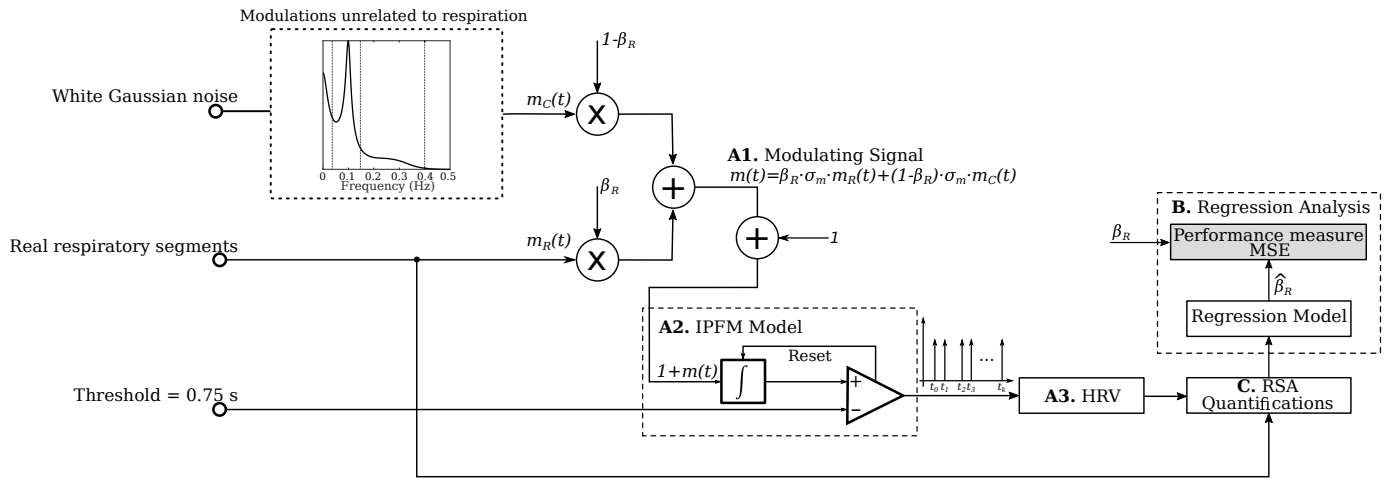 Modulations unrelated to respiration
0 0.1 0.2 0.3 0.4 0.5
Frequency (Hz)
White Gaussian noise
m_C(t)
1-β_R
X
+
A1. Modulating Signal
m(t)=β_R·σ_m·m_R(t)+(1-β_R)·σ_m·m_C(t)
β_R
Real respiratory segments
m_R(t)
X
+
1
B. Regression Analysis
β_R
Performance measure
MSE
β̂_R
Regression Model
A2. IPFM Model
Reset
1+m(t)
∫
+
−
...
t_0 t_1 t_2 t_3 t_k
Threshold = 0.75 s
A3. HRV
C. RSA
Quantifications